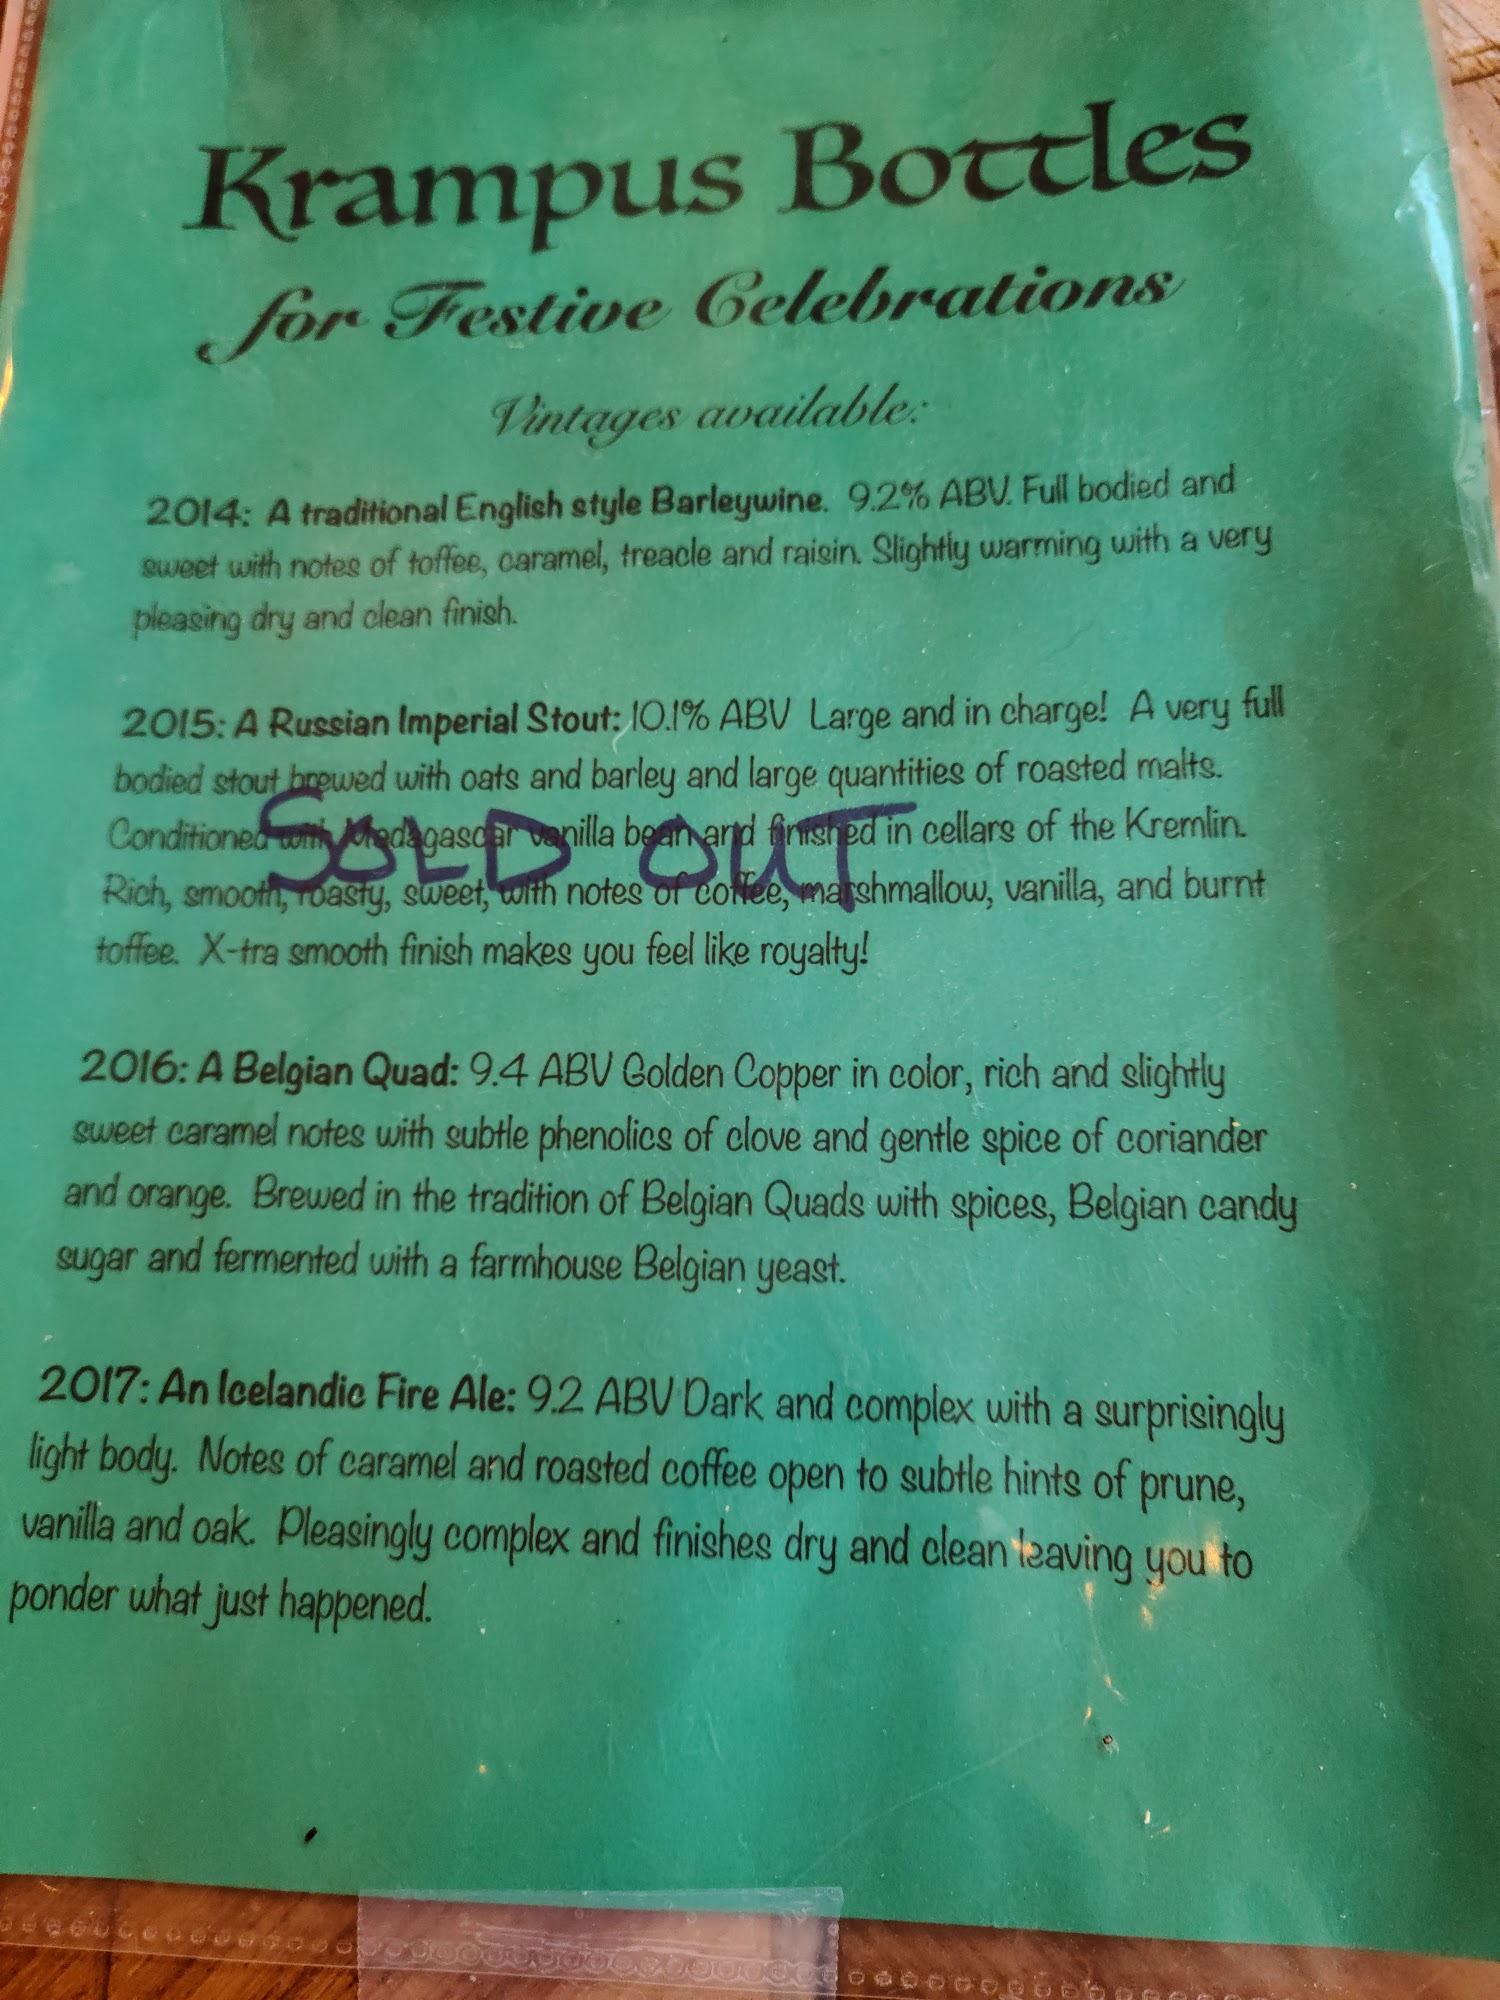 Krampus Bottles
for Festive Celebrations
Vintages available:
2014: A traditional English style Barleywine. 9.2% ABV. Full bodied and
sweet with notes of toffee, caramel, treacle and raisin. Slightly warming with a very
pleasing dry and clean finish.
2015: A Russian Imperial Stout: 10.1% ABV Large and in charge! A very full
bodied stout brewed with oats and barley and large quantities of roasted malts.
SOLD OUT
Conditioned with Medagascar vanilla bean and finished in cellars of the Kremlin.
Rich, smooth, roasty, sweet, with notes of coffee, marshmallow, vanilla, and burnt
toffee. X-tra smooth finish makes you feel like royalty!
2016: A Belgian Quad: 9.4 ABV Golden Copper in color, rich and slightly
sweet caramel notes with subtle phenolics of clove and gentle spice of coriander
and orange. Brewed in the tradition of Belgian Quads with spices, Belgian candy
sugar and fermented with a farmhouse Belgian yeast.
2017: An Icelandic Fire Ale: 9.2 ABV Dark and complex with a surprisingly
light body. Notes of caramel and roasted coffee open to subtle hints of prune,
vanilla and oak. Pleasingly complex and finishes dry and clean leaving you to
ponder what just happened.